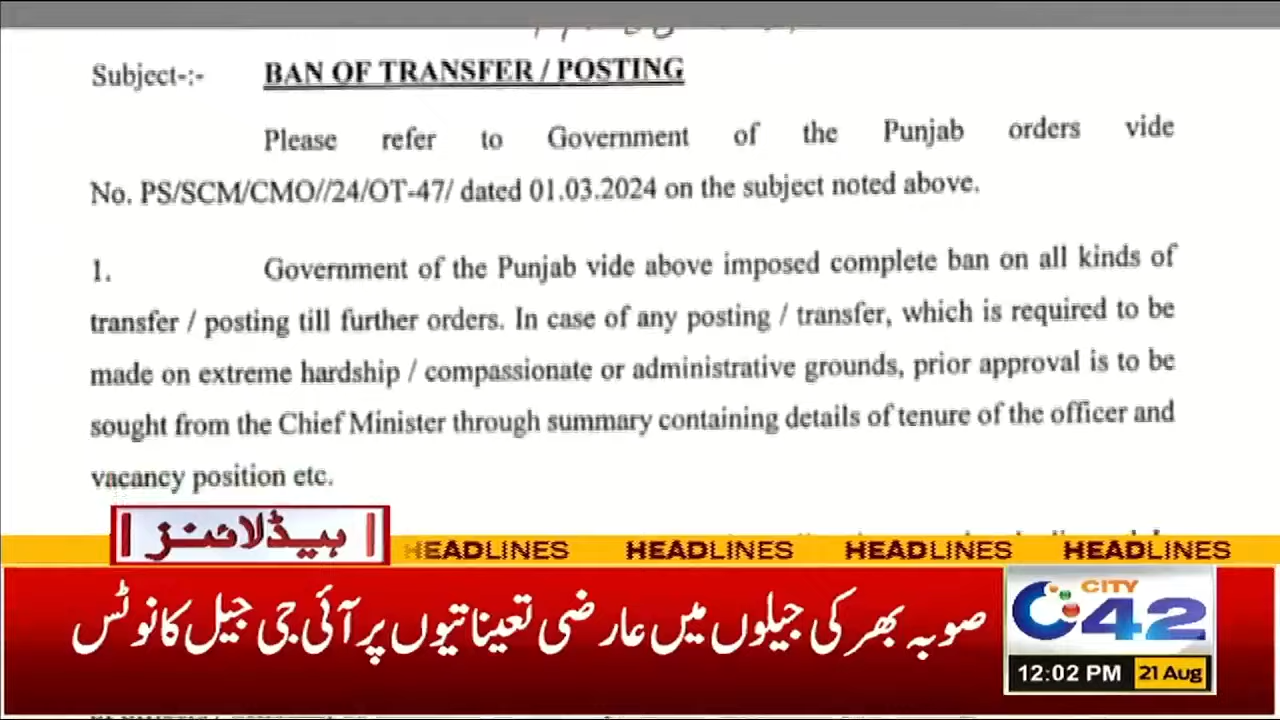 Subject-:- BAN OF TRANSFER / POSTING
Please refer to Government of the Punjab orders vide
No. PS/SCM/CMO//24/OT-47/ dated 01.03.2024 on the subject noted above.
1. Government of the Punjab vide above imposed complete ban on all kinds of
transfer / posting till further orders. In case of any posting / transfer, which is required to be
made on extreme hardship / compassionate or administrative grounds, prior approval is to be
sought from the Chief Minister through summary containing details of tenure of the officer and
vacancy position etc.
ہیڈلائنز
HEADLINES HEADLINES HEADLINES HEADLINES
صوبہ بھر کی جیلوں میں عارضی تعیناتیوں پر آئی جی جیل کا نوٹس
CITY
42
12:02 PM 21 Aug